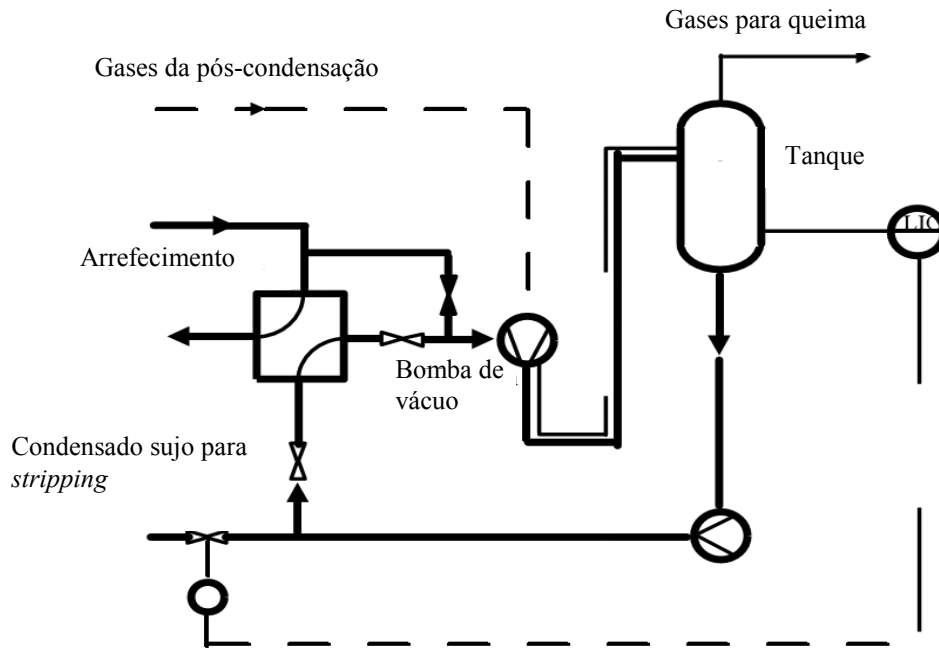 Gases para queima
Gases da pós-condensação
Tanque
LIC
Arrefecimento
Bomba de
vácuo
Condensado sujo para
stripping